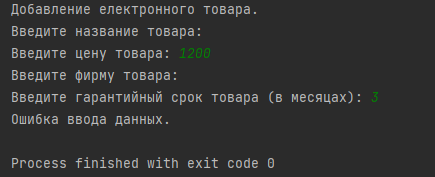 Добавление електронного товара.
Введите название товара:
Введите цену товара: 1200
Введите фирму товара:
Введите гарантийный срок товара (в месяцах): 3
Ошибка ввода данных.
Process finished with exit code 0